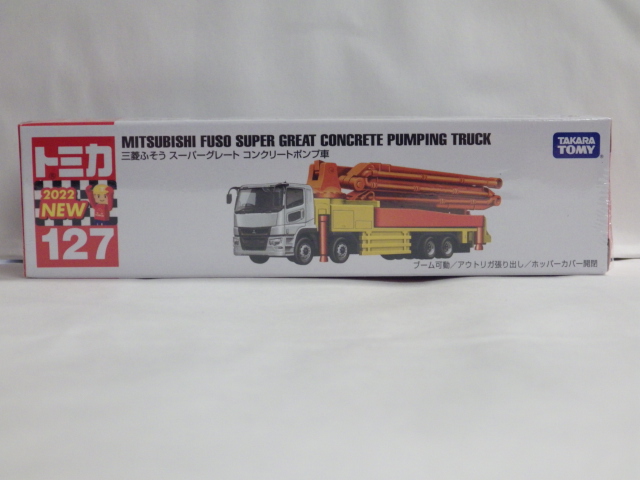 トミカ
2022
NEW
127
MITSUBISHI FUSO SUPER GREAT CONCRETE PUMPING TRUCK
三菱ふそう スーパーグレート コンクリートポンプ車
TAKARA
TOMY
ブーム可動／アウトリガ張り出し／ホッパーカバー開閉